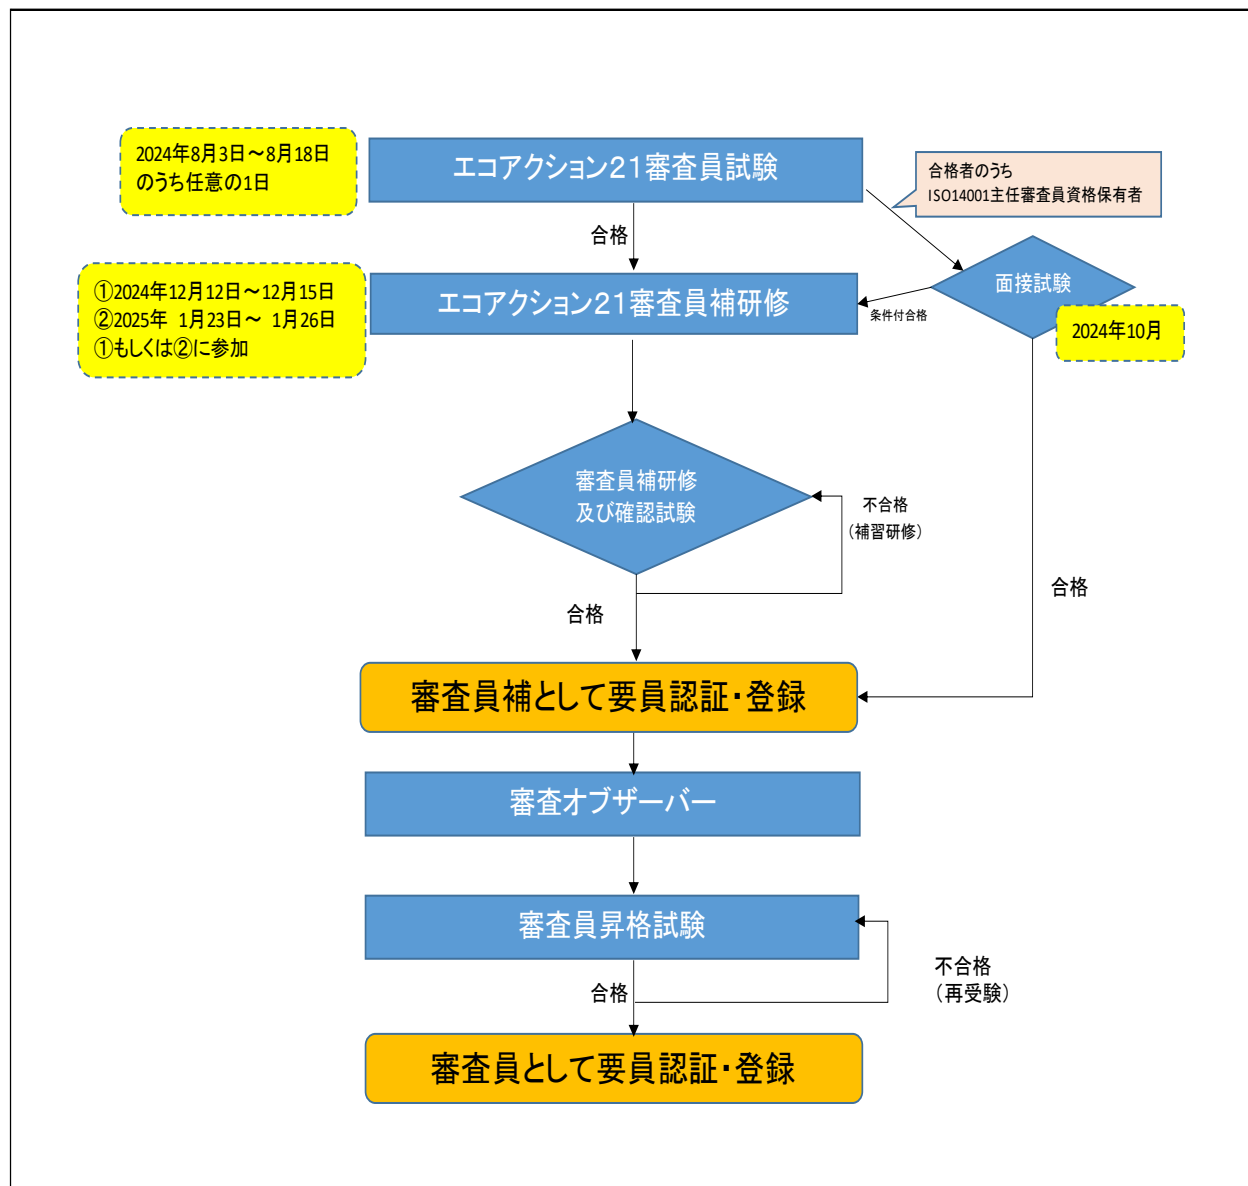 2024年8月3日～8月18日
のうち任意の1日
エコアクション２１審査員試験
合格者のうち
ISO14001主任審査員資格保有者
合格
面接試験
①2024年12月12日～12月15日
②2025年 1月23日～ 1月26日
①もしくは②に参加
エコアクション２１審査員補研修
条件付合格
2024年10月
審査員補研修
及び確認試験
不合格
（補習研修）
合格
合格
審査員補として要員認証・登録
審査オブザーバー
審査員昇格試験
合格
不合格
（再受験）
審査員として要員認証・登録